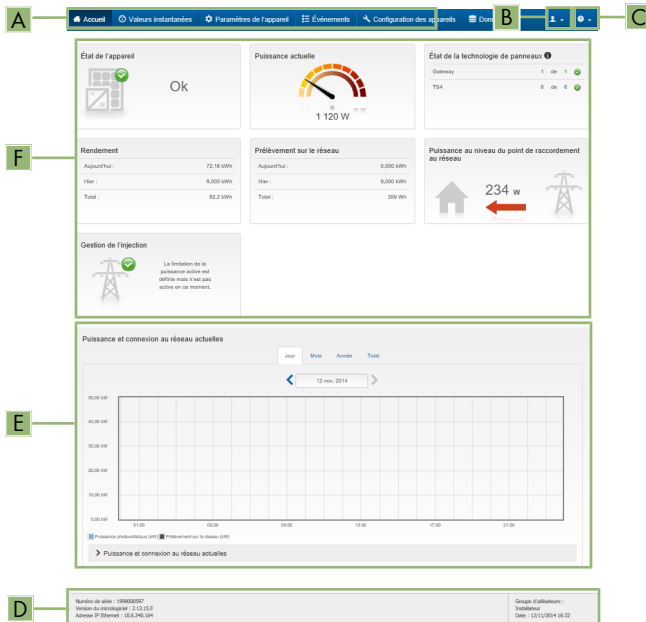 A
Accueil Valeurs instantanées Paramètres de l'appareil Événements Configuration des appareils Donn
B
C
État de l'appareil
Ok
Puissance actuelle
1 120 W
État de la technologie de panneaux
Gateway 1 de 1
TS4 6 de 6
F
Rendement
Aujourd'hui : 72,16 kWh
Hier : 9,000 kWh
Total : 82,2 kWh
Prélèvement sur le réseau
Aujourd'hui : 0,000 kWh
Hier : 9,000 kWh
Total : 369 Wh
Puissance au niveau du point de raccordement
au réseau
234 W
Gestion de l'injection
La limitation de la
puissance active est
définie mais n'est pas
active en ce moment.
E
Puissance et connexion au réseau actuelles
Jour Mois Année Total
12 nov. 2014
50,00 kW
40,00 kW
30,00 kW
20,00 kW
10,00 kW
0,00 kW
01:00 05:00 09:00 13:00 17:00 21:00
Puissance photovoltaïque (kW) Prélèvement sur le réseau (kW)
Puissance et connexion au réseau actuelles
D
Numéro de série : 1998000597
Version du micrologiciel : 2.13.15.E
Adresse IP Ethernet : 10.6.240.164
Groupe d'utilisateurs :
Installateur
Date : 12/11/2014 16:32